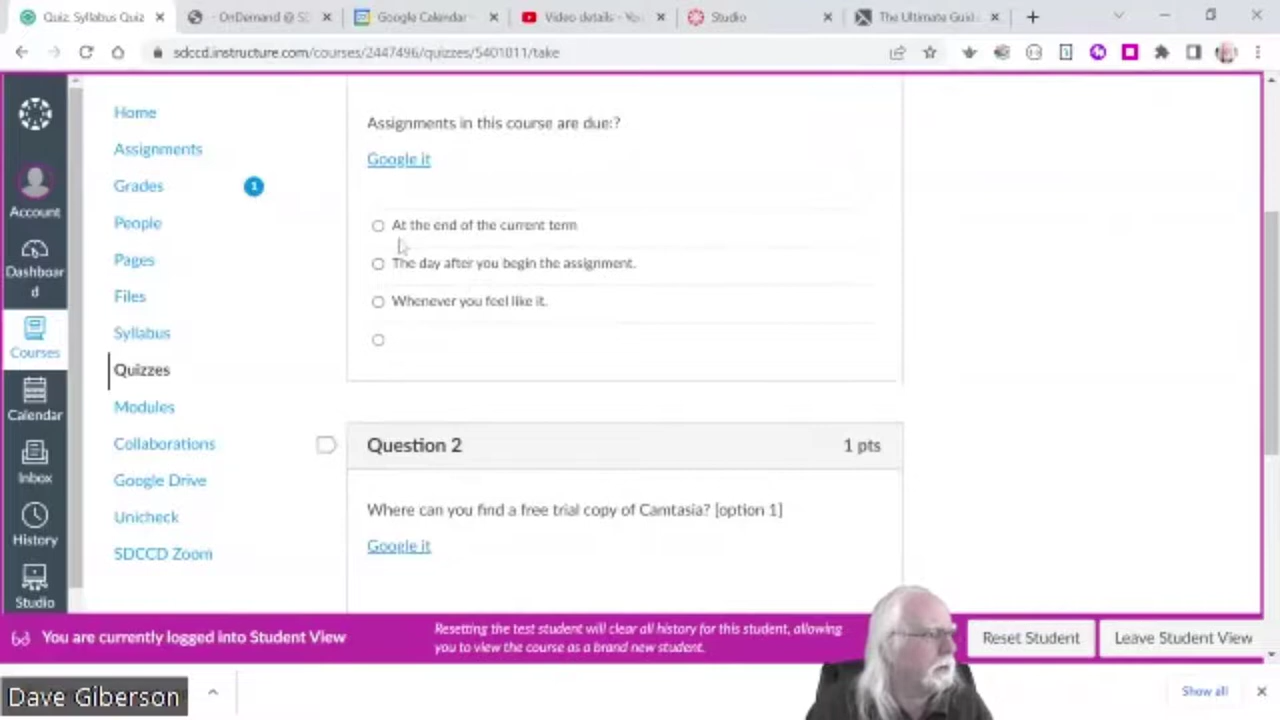 Quiz: Syllabus Quiz
- OnDemand @ S
Google Calendar -
Video details - Yo
Studio
The Ultimate Guid
sdccd.instructure.com/courses/2447496/quizzes/5401011/take
Account
Dashboar
d
Courses
Calendar
Inbox
History
Studio
Home
Assignments
Grades
1
People
Pages
Files
Syllabus
Quizzes
Modules
Collaborations
Google Drive
Unicheck
SDCCD Zoom
Assignments in this course are due:?
Google it
At the end of the current term
The day after you begin the assignment.
Whenever you feel like it.
Question 2
1 pts
Where can you find a free trial copy of Camtasia? [option 1]
Google it
You are currently logged into Student View
Resetting the test student will clear all history for this student, allowing
you to view the course as a brand new student.
Reset Student
Leave Student View
Dave Giberson
Show all